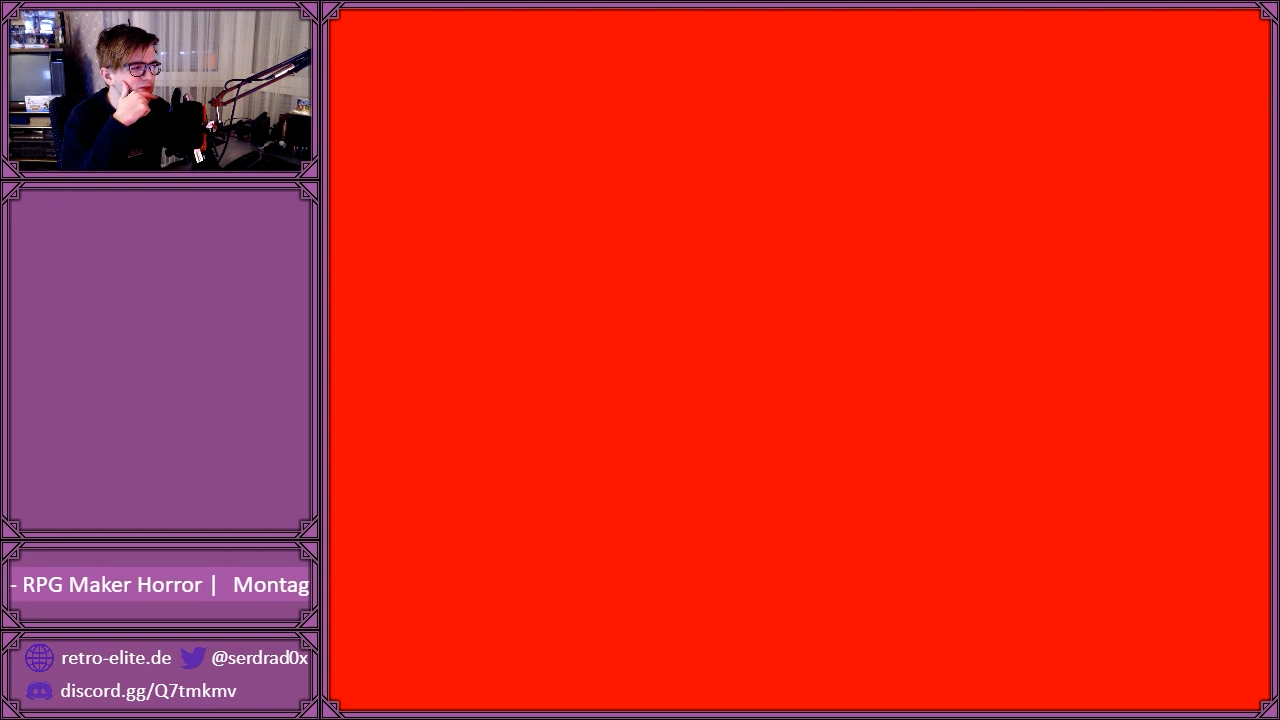 - RPG Maker Horror |   Montag
retro-elite.de @serdrad0x
discord.gg/Q7tmkmv